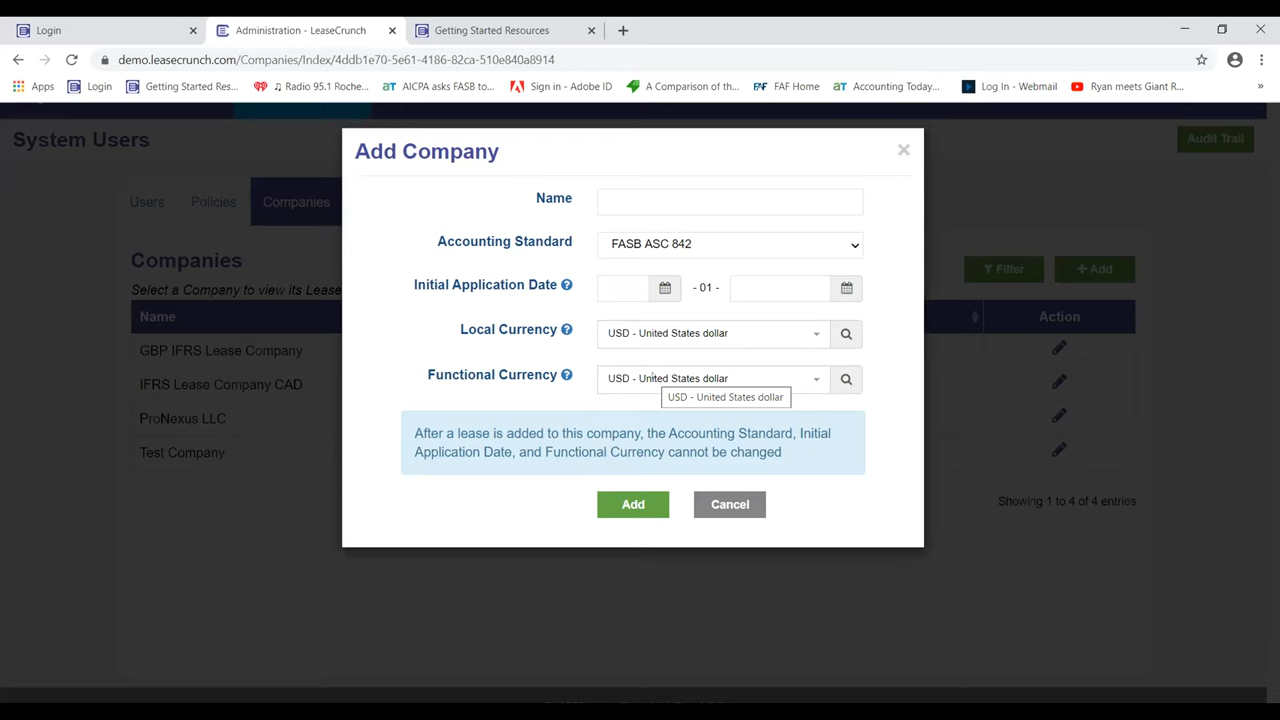 Login
Administration - LeaseCrunch
Getting Started Resources
demo.leasecrunch.com/Companies/Index/4ddb1e70-5e61-4186-82ca-510e840a8914
Apps
Login
Getting Started Res...
♫ Radio 95.1 Roche...
AICPA asks FASB to...
Sign in - Adobe ID
A Comparison of th...
FAF Home
Accounting Today...
Log In - Webmail
Ryan meets Giant R...
System Users
Audit Trail
Users
Policies
Companies
Companies
Filter
+ Add
Select a Company to view its Lease
Name
Action
GBP IFRS Lease Company
IFRS Lease Company CAD
ProNexus LLC
Test Company
Showing 1 to 4 of 4 entries
Add Company
Name
Accounting Standard
FASB ASC 842
Initial Application Date
- 01 -
Local Currency
USD - United States dollar
Functional Currency
USD - United States dollar
USD - United States dollar
After a lease is added to this company, the Accounting Standard, Initial
Application Date, and Functional Currency cannot be changed
Add
Cancel